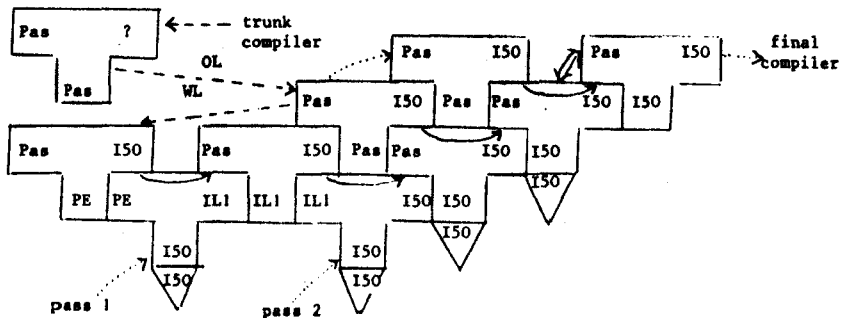 Pas ?
trunk compiler
Pas
OL
WL
Pas I50
Pas I50
final compiler
Pas I50 Pas Pas I50 I50
Pas I50 Pas I50 Pas Pas I50 I50
I50
PE PE IL1 IL1 IL1 I50 I50
I50
I50 I50
I50 I50
pass 1
pass 2